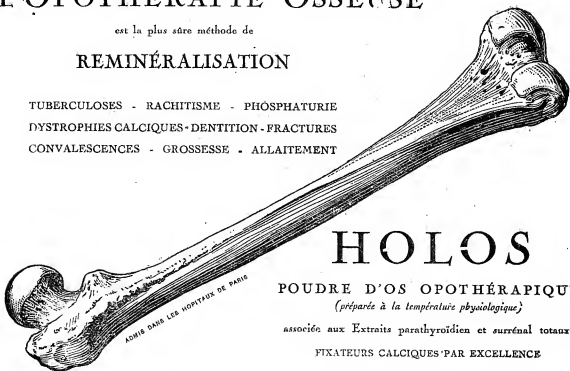 L'OPOTHÉRAPIE OSSEUSE
est la plus sûre méthode de
REMINÉRALISATION
TUBERCULOSES - RACHITISME - PHOSPHATURIE
DYSTROPHIES CALCIQUES - DENTITION - FRACTURES
CONVALESCENCES - GROSSESSE - ALLAITEMENT
HOLOS
POUDRE D'OS OPOTHÉRAPIQU
(préparée à la température physiologique)
associée aux Extraits parathyroïdien et surrénal totaux
FIXATEURS CALCIQUES PAR EXCELLENCE
ADMIS DANS LES HOPITAUX DE PARIS